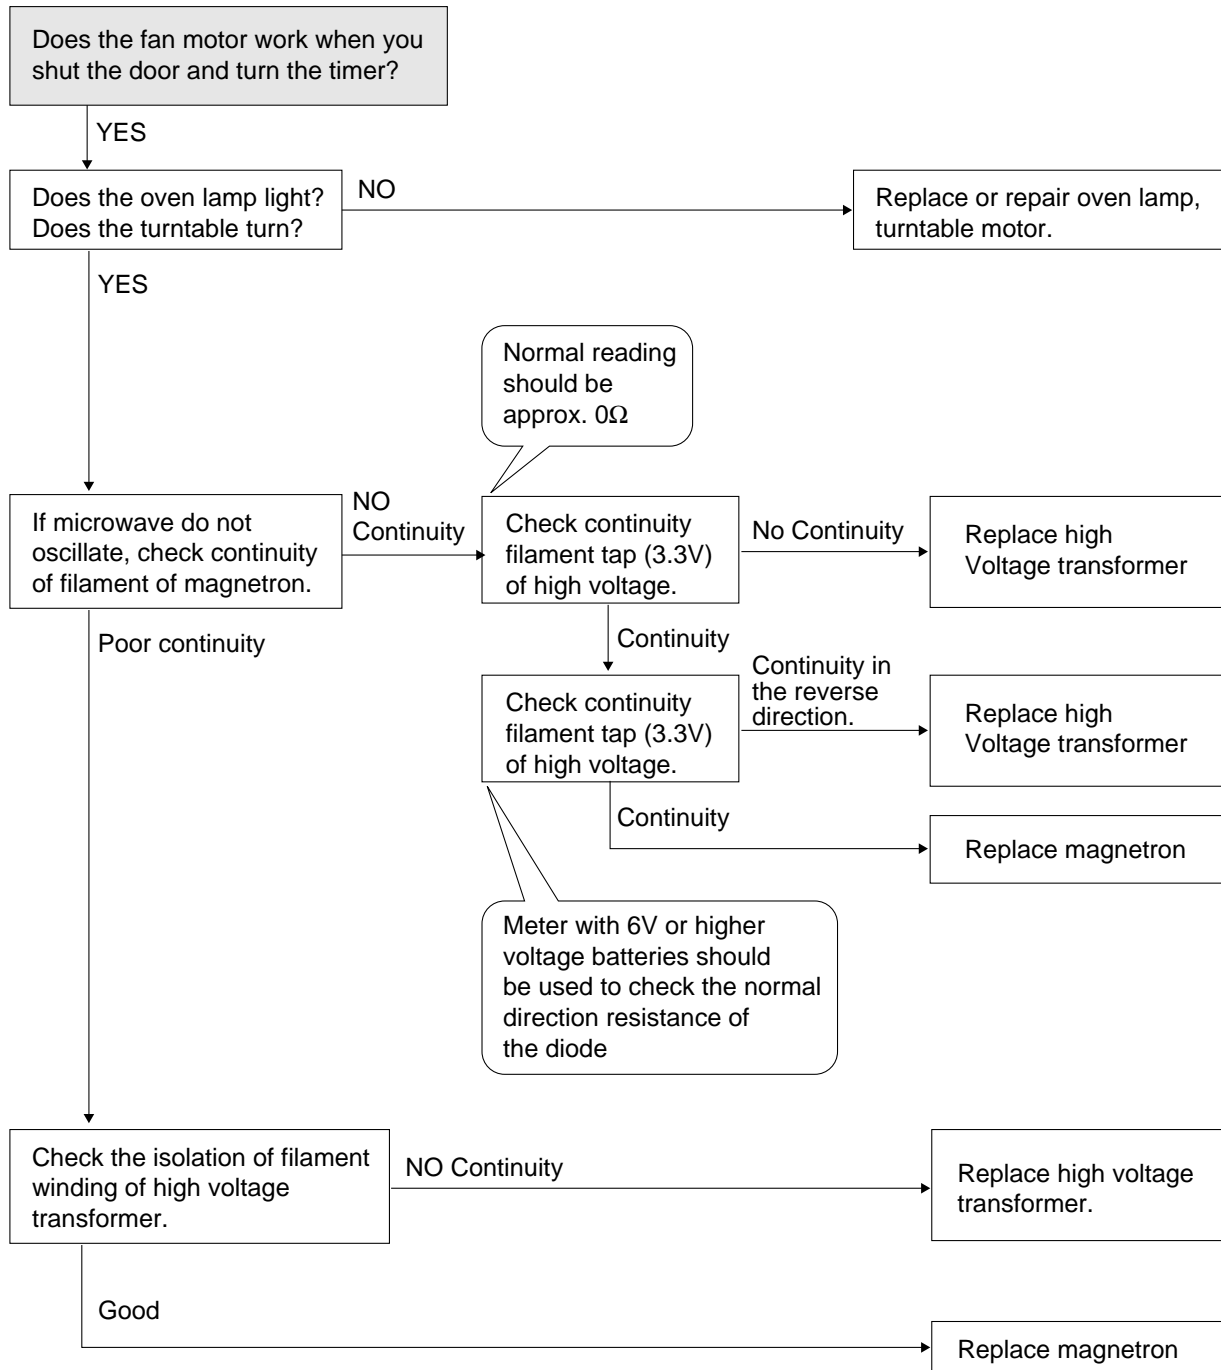 Does the fan motor work when you
shut the door and turn the timer?
YES
Does the oven lamp light?
Does the turntable turn?
NO
Replace or repair oven lamp,
turntable motor.
YES
Normal reading
should be
approx. 0Ω
If microwave do not
oscillate, check continuity
of filament of magnetron.
NO
Continuity
Check continuity
filament tap (3.3V)
of high voltage.
No Continuity
Replace high
Voltage transformer
Poor continuity
Continuity
Check continuity
filament tap (3.3V)
of high voltage.
Continuity in
the reverse
direction.
Replace high
Voltage transformer
Continuity
Replace magnetron
Meter with 6V or higher
voltage batteries should
be used to check the normal
direction resistance of
the diode
Check the isolation of filament
winding of high voltage
transformer.
NO Continuity
Replace high voltage
transformer.
Good
Replace magnetron